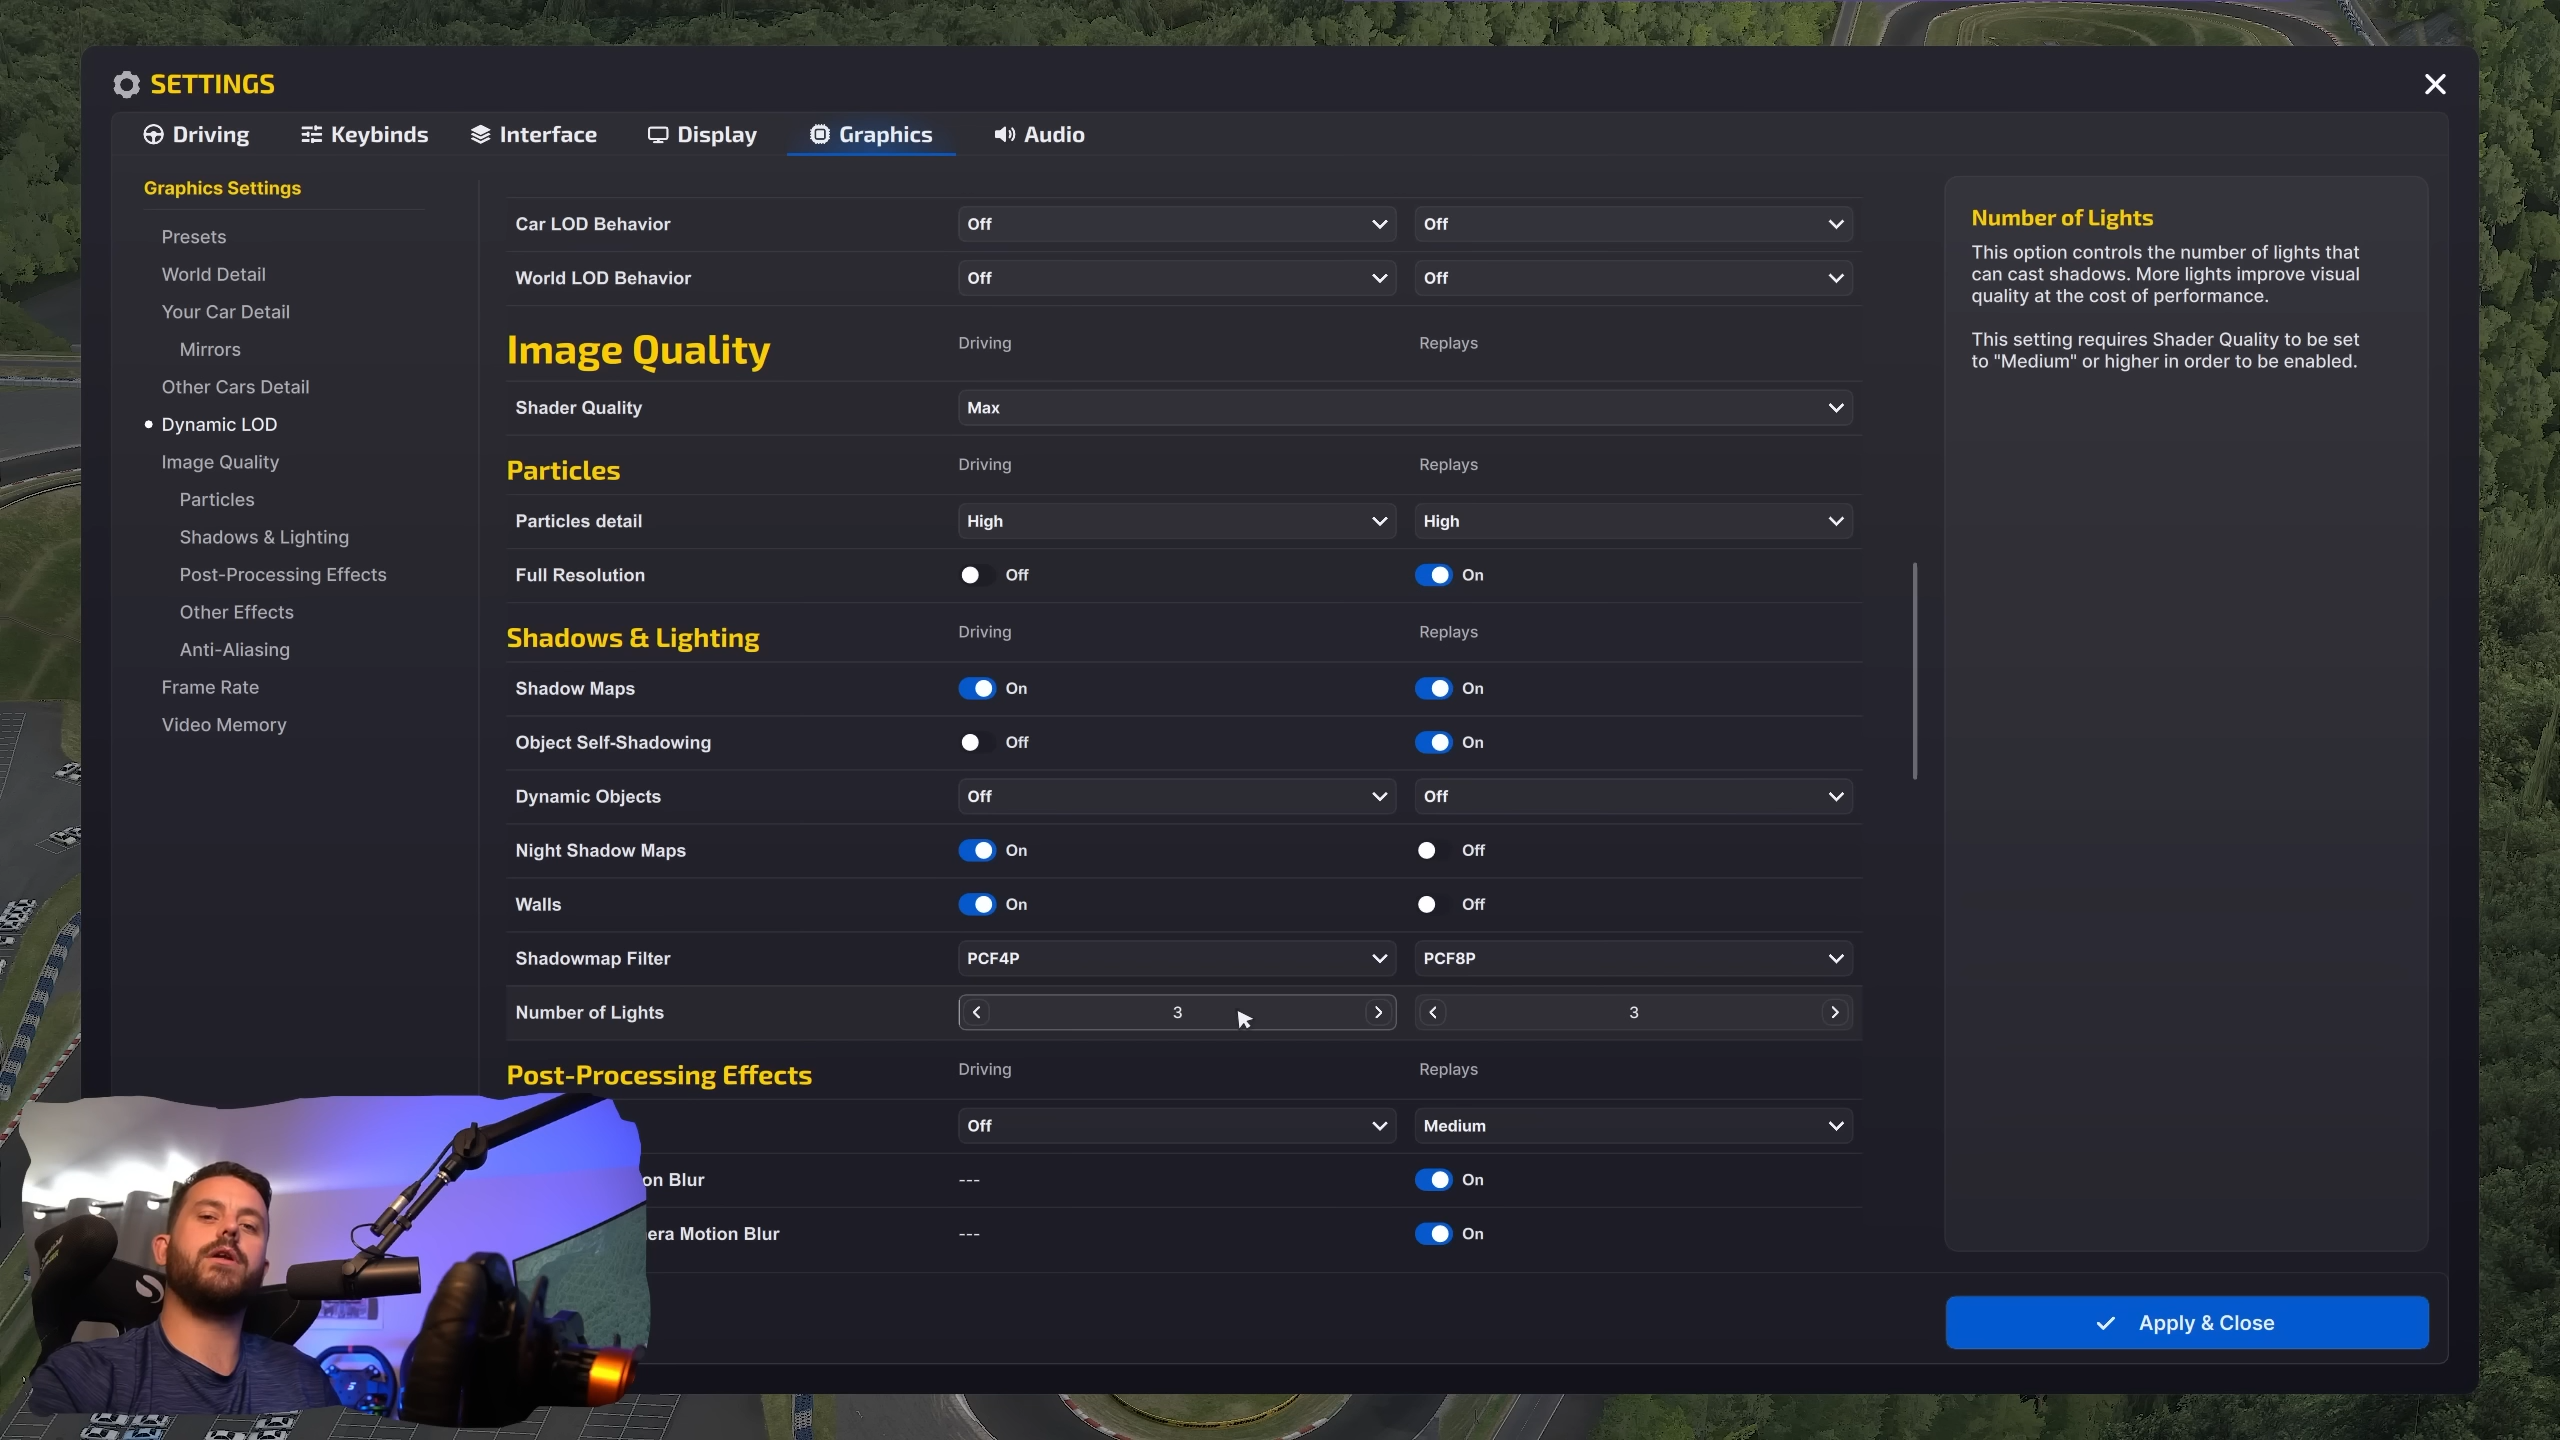 SETTINGS
Driving Keybinds Interface Display Graphics Audio
Graphics Settings
Presets
World Detail
Your Car Detail
Mirrors
Other Cars Detail
Dynamic LOD
Image Quality
Particles
Shadows & Lighting
Post-Processing Effects
Other Effects
Anti-Aliasing
Frame Rate
Video Memory
Car LOD Behavior Off Off
World LOD Behavior Off Off
Image Quality Driving Replays
Shader Quality Max
Particles Driving Replays
Particles detail High High
Full Resolution Off On
Shadows & Lighting Driving Replays
Shadow Maps On On
Object Self-Shadowing Off On
Dynamic Objects Off Off
Night Shadow Maps On Off
Walls On Off
Shadowmap Filter PCF4P PCF8P
Number of Lights 3 3
Post-Processing Effects Driving Replays
Off Medium
on Blur --- On
era Motion Blur --- On
Number of Lights
This option controls the number of lights that
can cast shadows. More lights improve visual
quality at the cost of performance.
This setting requires Shader Quality to be set
to "Medium" or higher in order to be enabled.
Apply & Close